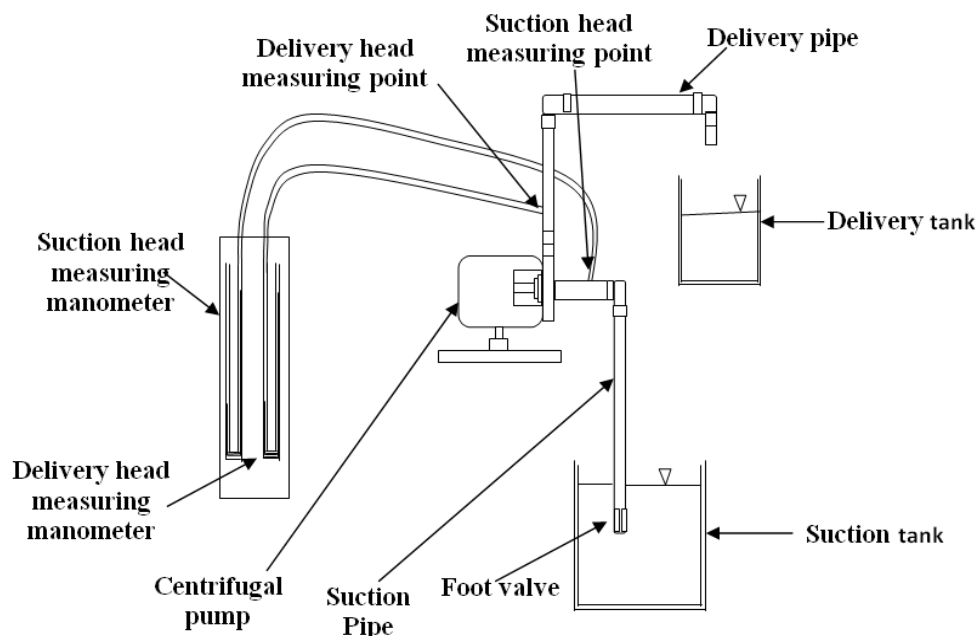 Suction head
measuring point
Delivery head
measuring point
Delivery pipe
Delivery tank
Suction head
measuring
manometer
Delivery head
measuring
manometer
Centrifugal
pump
Suction
Pipe
Foot valve
Suction tank